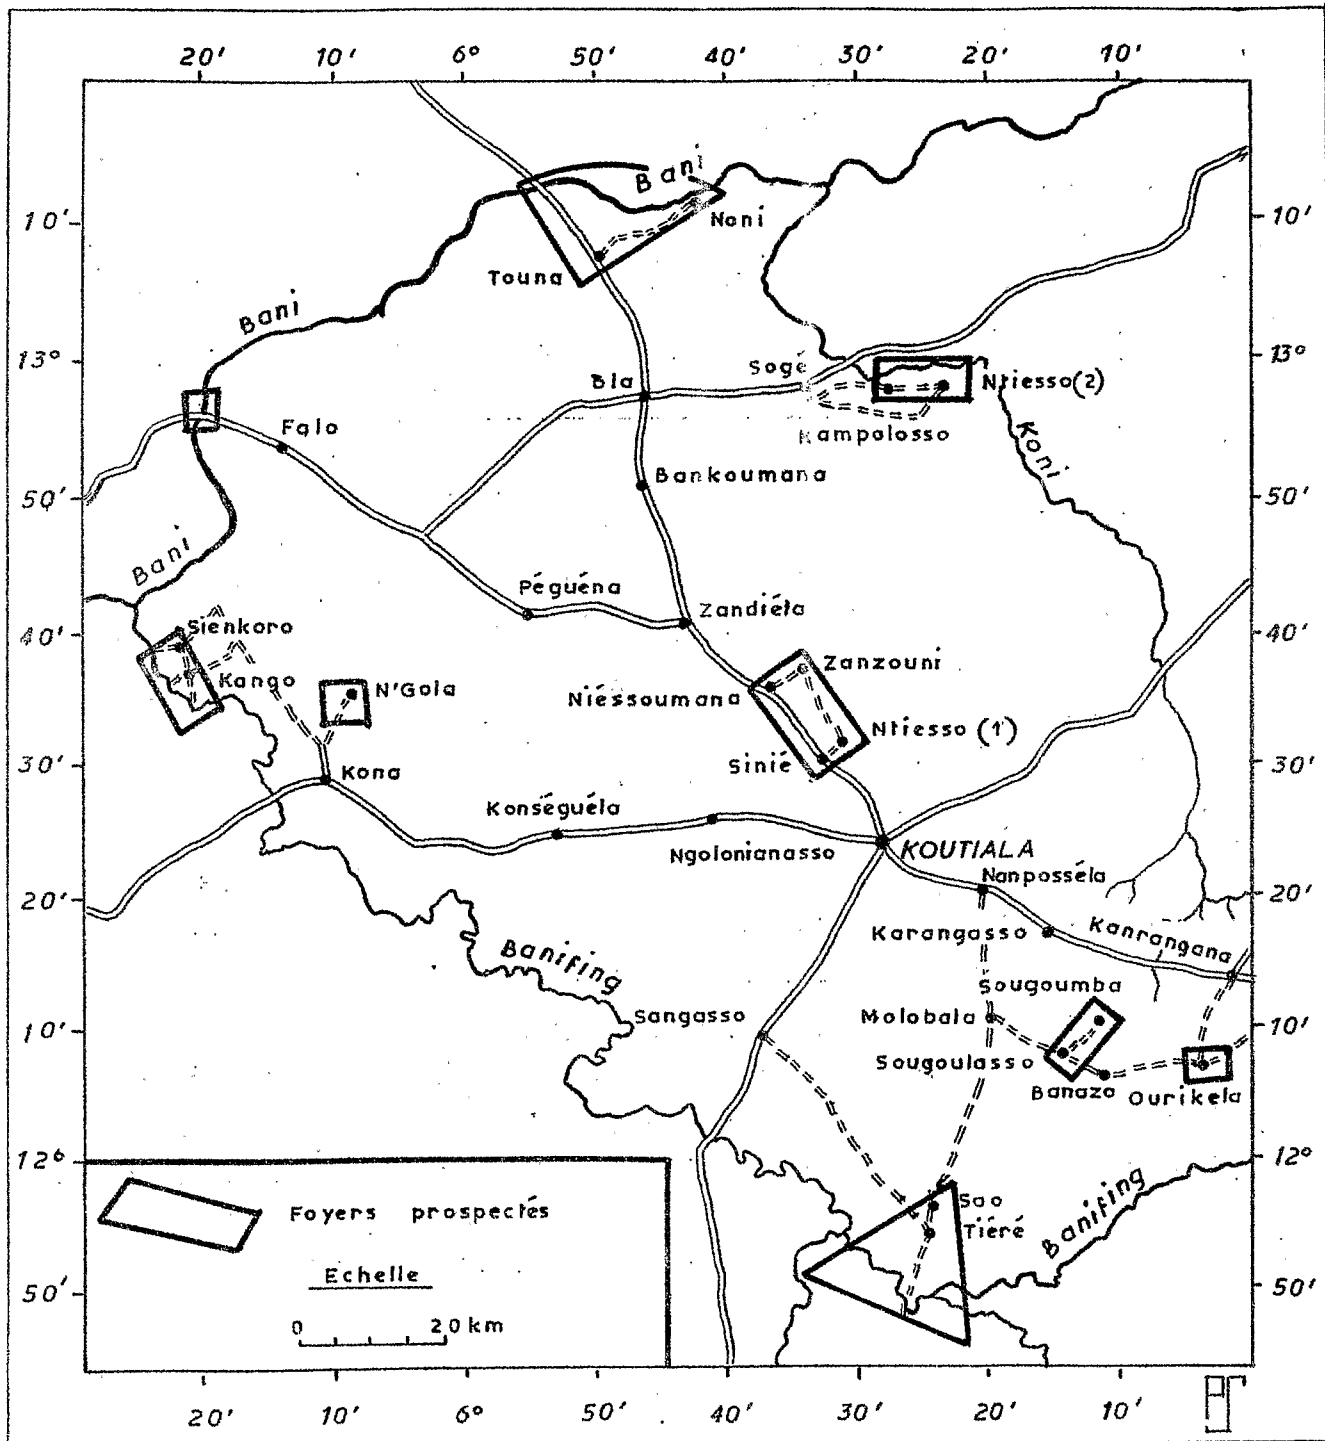 20' 10' 6° 50' 40' 30' 20' 10'
Bani
10' Nani 10'
Touna
Bani
13° Sogé 13°
Bla Ntiesso (2)
Falo Kampolosso
Koni
50' Bankoumana 50'
Bani
Péguéna Zandiéla
40' Sienkoro 40'
Kango N'Gola Zanzouni
Niéssoumana
Ntiesso (1)
30' Kona Sinié 30'
Konséguéla
Ngolonianasso KOUTIALA
Nanposséla
20' 20'
Karangasso Kanrangana
Banifing
Sougoumba
10' Sangasso Molobala 10'
Sougoulasso
Banazo Ourikela
12° 12°
Foyers prospectés Sao
Tiéré Banifing
Echelle
50' 50'
0 20 km
20' 10' 6° 50' 40' 30' 20' 10'